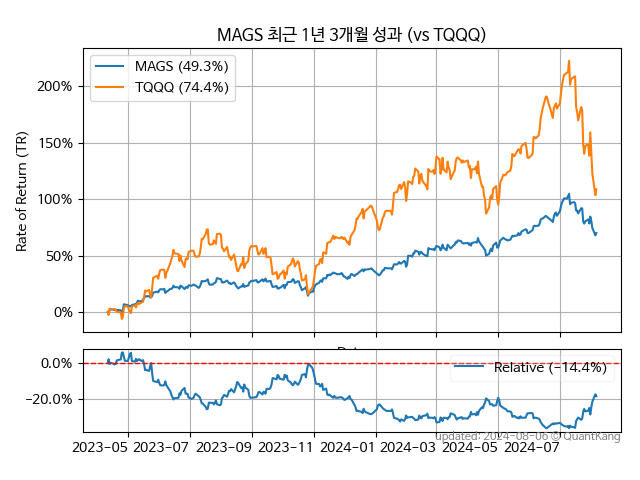 MAGS 최근 1년 3개월 성과 (vs TQQQ)
MAGS (49.3%)
TQQQ (74.4%)
Rate of Return (TR)
200%
150%
100%
50%
0%
Relative (−14.4%)
0.0%
−20.0%
2023−05 2023−07 2023−09 2023−11 2024−01 2024−03 2024−05 2024−07
updated: 2024-08-06 © QuantKang